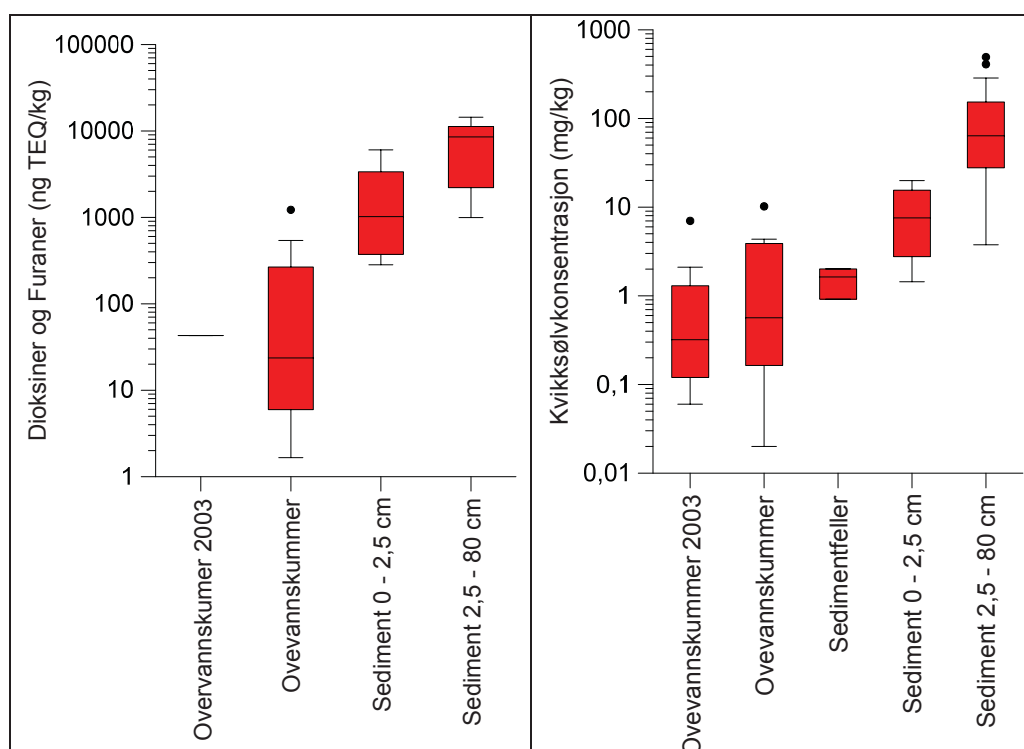 Dioksiner og Furaner (ng TEQ/kg)
100000
10000
1000
100
10
1
Overvannskumer 2003
Ovevannskummer
Sediment 0 - 2,5 cm
Sediment 2,5 - 80 cm
Kvikksølvkonsentrasjon (mg/kg)
1000
100
10
1
0,1
0,01
Ovevannskummer 2003
Ovevannskummer
Sedimentfeller
Sediment 0 - 2,5 cm
Sediment 2,5 - 80 cm